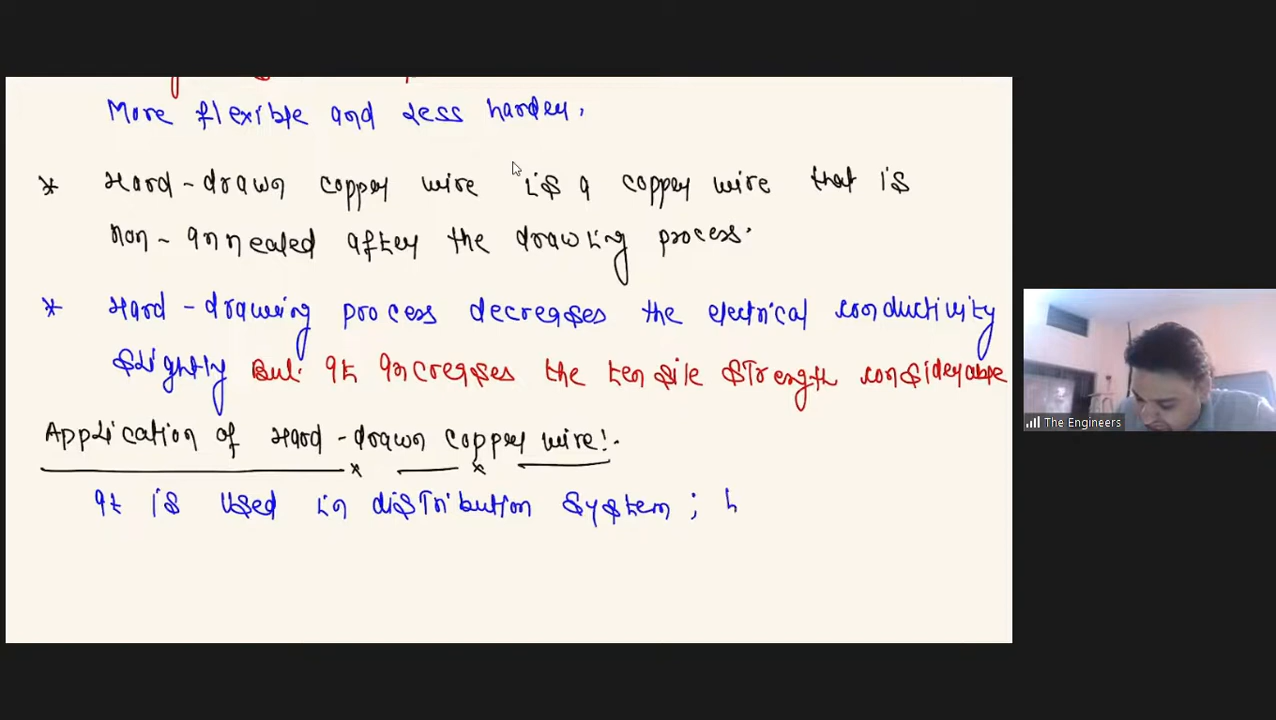 More flexible and less harder.
* Hard-drawn copper wire is a copper wire that is
non-annealed after the drawing process.
* Hard-drawing process decreases the electrical conductivity
slightly But it increases the tensile strength considerable
Application of Hard-drawn copper wire:-
It is used in distribution system ; h
The Engineers